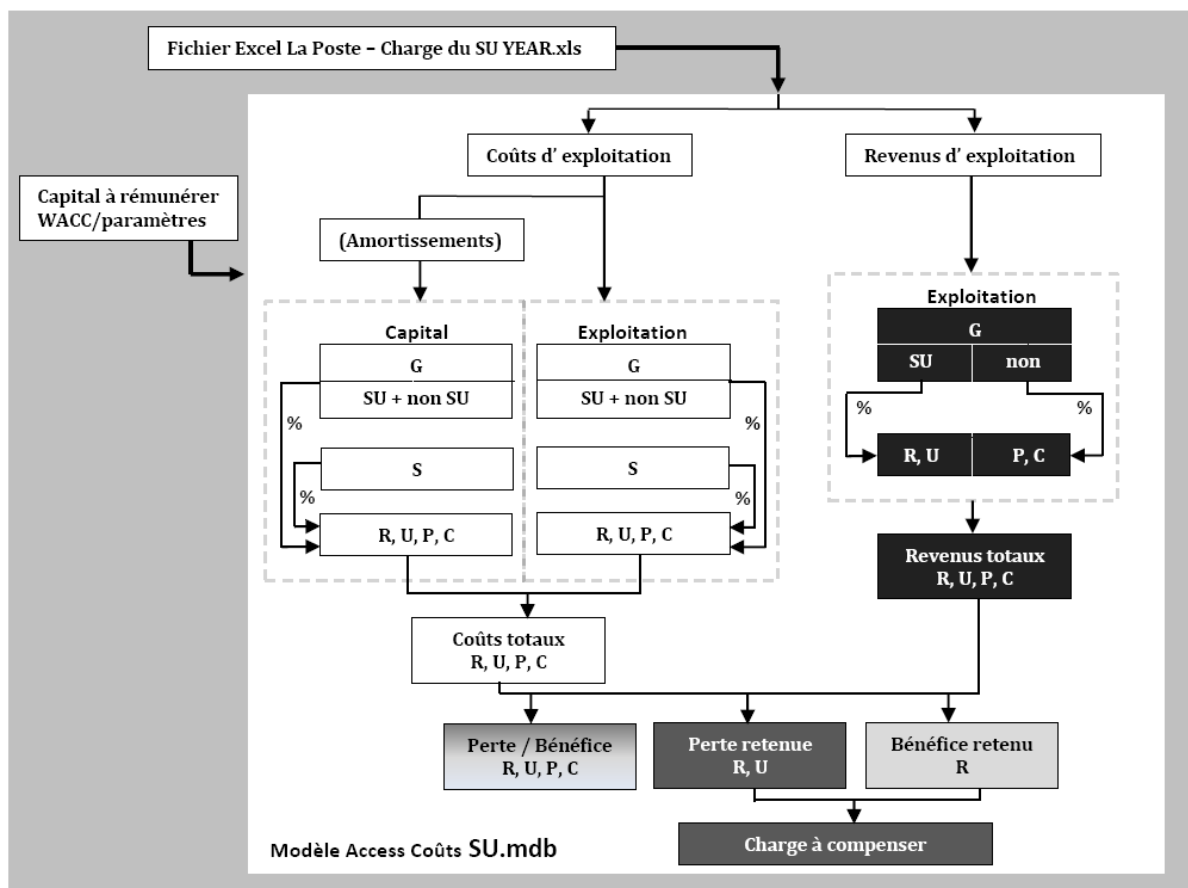 Fichier Excel La Poste – Charge du SU YEAR.xls
Coûts d' exploitation
Revenus d' exploitation
Capital à rémunérer
WACC/paramètres
(Amortissements)
Capital
G
SU + non SU
%
S
%
R, U, P, C
Exploitation
G
SU + non SU
%
S
%
R, U, P, C
Exploitation
G
SU
non
%
%
R, U
P, C
Revenus totaux
R, U, P, C
Coûts totaux
R, U, P, C
Perte / Bénéfice
R, U, P, C
Perte retenue
R, U
Bénéfice retenu
R
Charge à compenser
Modèle Access Coûts SU.mdb